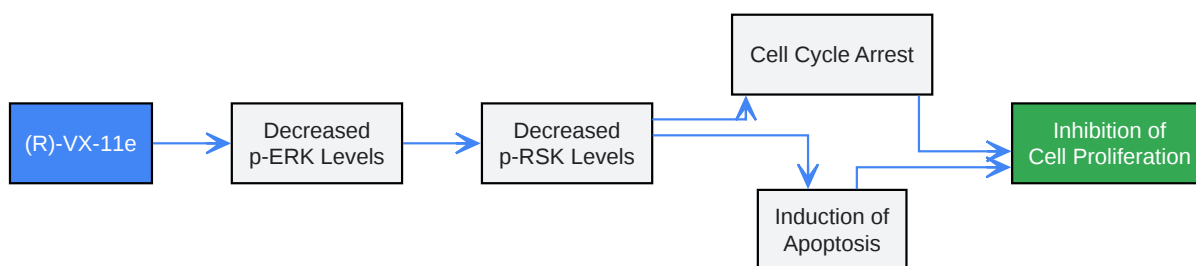 (R)-VX-11e
Decreased
p-ERK Levels
Decreased
p-RSK Levels
Cell Cycle Arrest
Induction of
Apoptosis
Inhibition of
Cell Proliferation